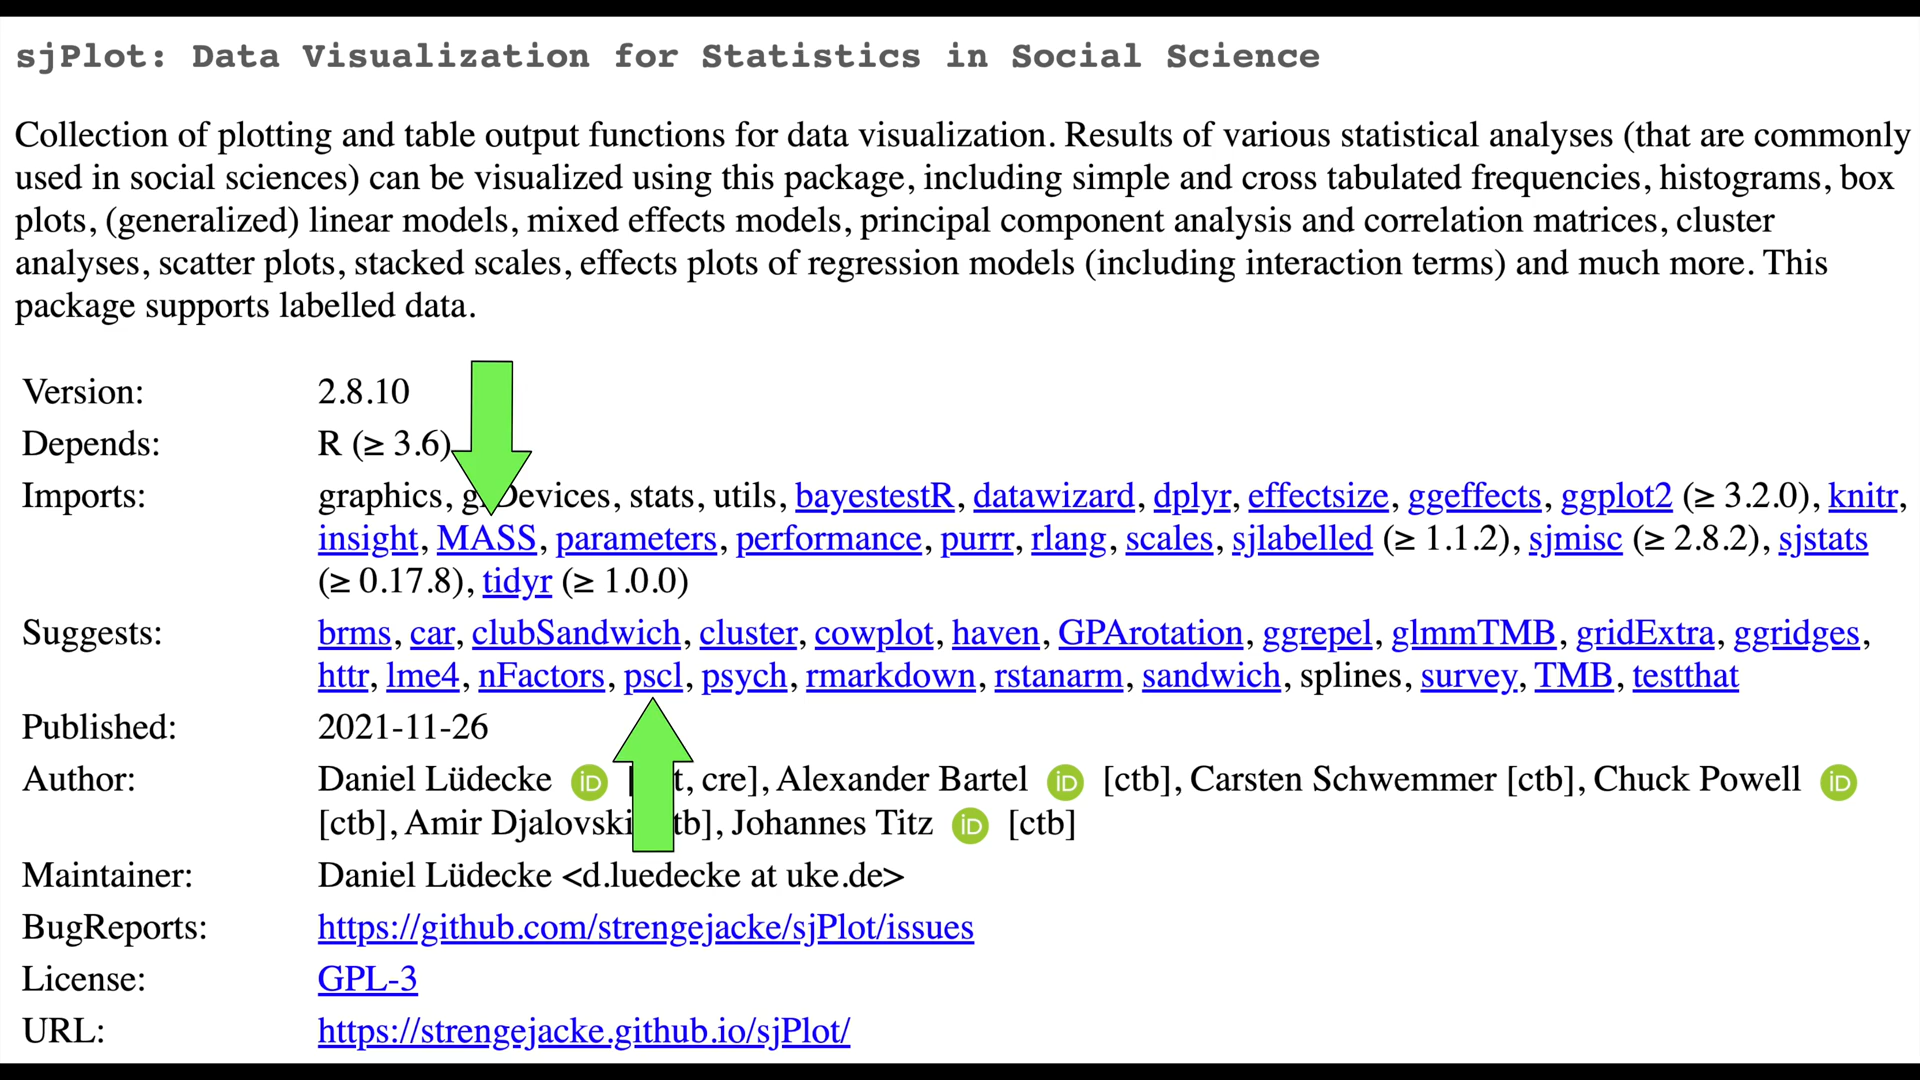 sjPlot: Data Visualization for Statistics in Social Science
Collection of plotting and table output functions for data visualization. Results of various statistical analyses (that are commonly
used in social sciences) can be visualized using this package, including simple and cross tabulated frequencies, histograms, box
plots, (generalized) linear models, mixed effects models, principal component analysis and correlation matrices, cluster
analyses, scatter plots, stacked scales, effects plots of regression models (including interaction terms) and much more. This
package supports labelled data.
Version: 2.8.10
Depends: R (≥ 3.6)
Imports: graphics, stats, utils, bayestestR, datawizard, dplyr, effectsize, ggeffects, ggplot2 (≥ 3.2.0), knitr,
insight, MASS, parameters, performance, purrr, rlang, scales, sjlabelled (≥ 1.1.2), sjmisc (≥ 2.8.2), sjstats
(≥ 0.17.8), tidyr (≥ 1.0.0)
Suggests: brms, car, clubSandwich, cluster, cowplot, haven, GPArotation, ggrepel, glmmTMB, gridExtra, ggridges,
httr, lme4, nFactors, pscl, psych, rmarkdown, rstanarm, sandwich, splines, survey, TMB, testthat
Published: 2021-11-26
Author: Daniel Lüdecke iD cre], Alexander Bartel iD [ctb], Carsten Schwemmer [ctb], Chuck Powell iD
[ctb], Amir Djalovski Johannes Titz iD [ctb]
Maintainer: Daniel Lüdecke <d.luedecke at uke.de>
BugReports: https://github.com/strengejacke/sjPlot/issues
License: GPL-3
URL: https://strengejacke.github.io/sjPlot/